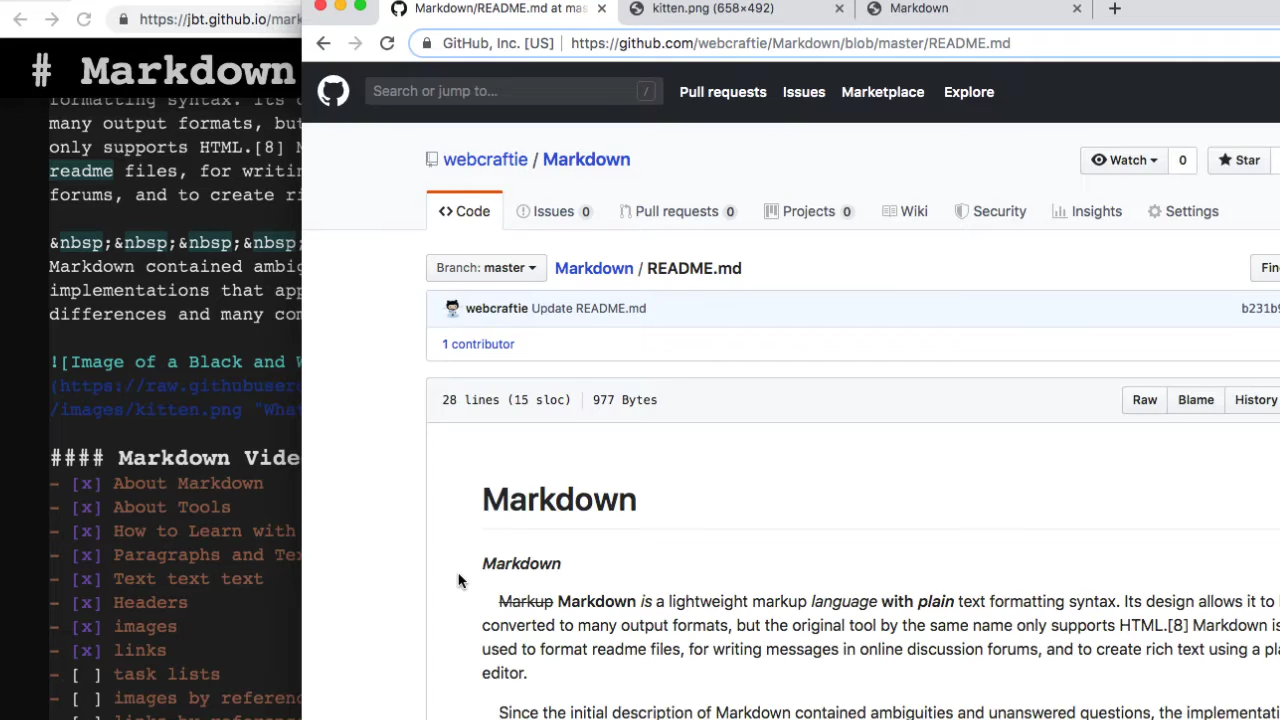 https://jbt.github.io/mark
# Markdown
formatting syntax. Its d
many output formats, but
only supports HTML.[8] M
readme files, for writin
forums, and to create ri
&nbsp;&nbsp;&nbsp;&nbsp;
Markdown contained ambig
implementations that app
differences and many com
![Image of a Black and W
(https://raw.githubuserc
/images/kitten.png "What
#### Markdown Vide
- [x] About Markdown
- [x] About Tools
- [x] How to Learn with
- [x] Paragraphs and Tex
- [x] Text text text
- [x] Headers
- [x] images
- [x] links
- [ ] task lists
- [ ] images by referenc
Markdown/README.md at mas
kitten.png (658×492)
Markdown
GitHub, Inc. [US] https://github.com/webcraftie/Markdown/blob/master/README.md
Search or jump to... /
Pull requests Issues Marketplace Explore
webcraftie / Markdown
Watch 0 Star
Code Issues 0 Pull requests 0 Projects 0 Wiki Security Insights Settings
Branch: master Markdown / README.md Fin
webcraftie Update README.md b231b9
1 contributor
28 lines (15 sloc) 977 Bytes Raw Blame History
Markdown
Markdown
Markup Markdown is a lightweight markup language with plain text formatting syntax. Its design allows it to
converted to many output formats, but the original tool by the same name only supports HTML.[8] Markdown is
used to format readme files, for writing messages in online discussion forums, and to create rich text using a pla
editor.
Since the initial description of Markdown contained ambiguities and unanswered questions, the implementati